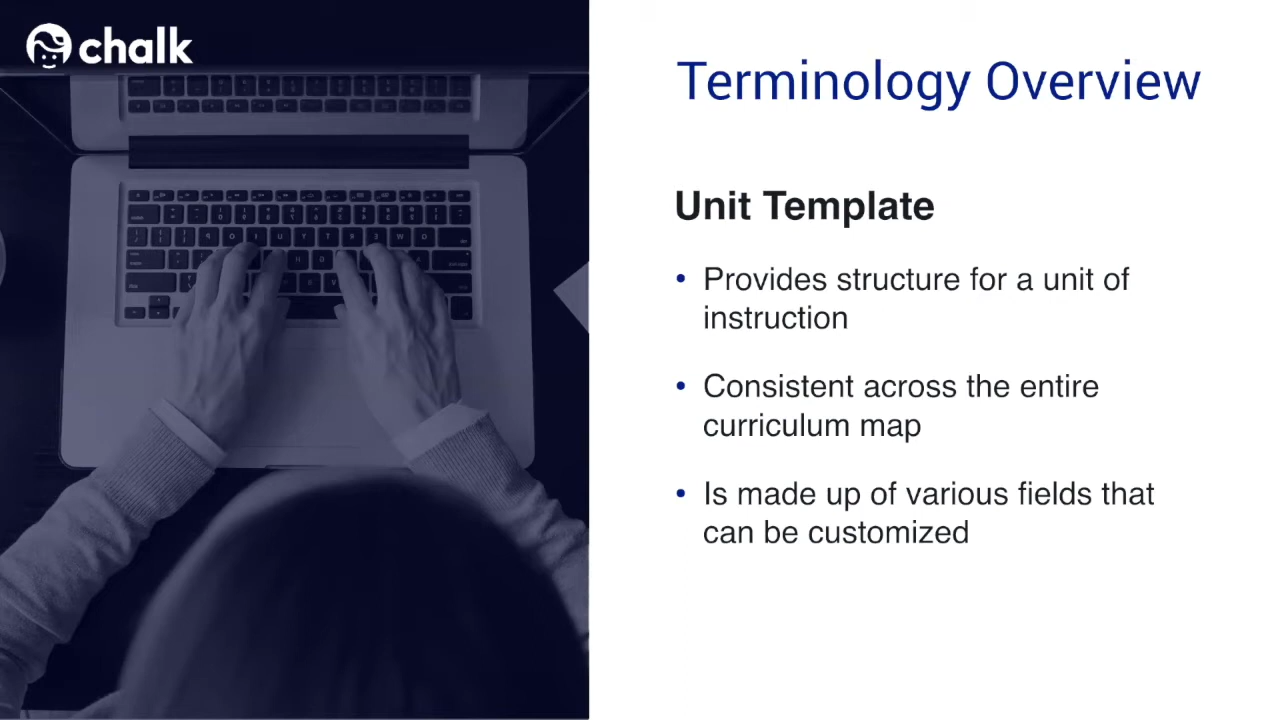 chalk
Terminology Overview
Unit Template
• Provides structure for a unit of
instruction
• Consistent across the entire
curriculum map
• Is made up of various fields that
can be customized